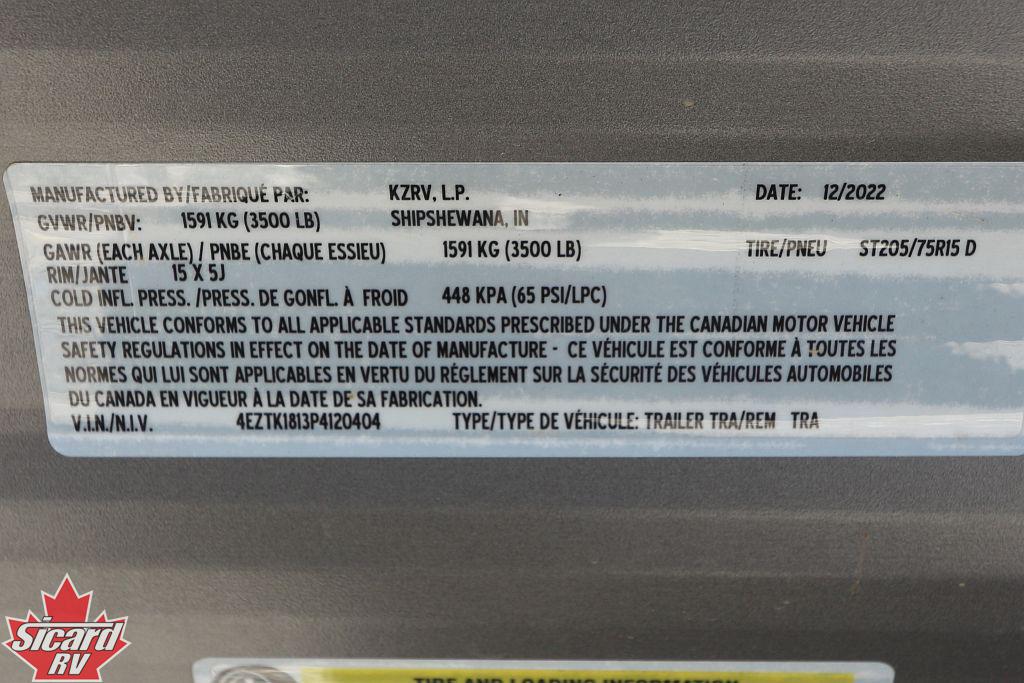 MANUFACTURED BY/FABRIQUÉ PAR: KZRV, L.P. DATE: 12/2022
GVWR/PNBV: 1591 KG (3500 LB) SHIPSHEWANA, IN
GAWR (EACH AXLE) / PNBE (CHAQUE ESSIEU) 1591 KG (3500 LB) TIRE/PNEU ST205/75R15 D
RIM/JANTE 15 X 5J
COLD INFL. PRESS. /PRESS. DE GONFL. À FROID 448 KPA (65 PSI/LPC)
THIS VEHICLE CONFORMS TO ALL APPLICABLE STANDARDS PRESCRIBED UNDER THE CANADIAN MOTOR VEHICLE
SAFETY REGULATIONS IN EFFECT ON THE DATE OF MANUFACTURE - CE VÉHICULE EST CONFORME À TOUTES LES
NORMES QUI LUI SONT APPLICABLES EN VERTU DU RÉGLEMENT SUR LA SÉCURITÉ DES VÉHICULES AUTOMOBILES
DU CANADA EN VIGUEUR À LA DATE DE SA FABRICATION.
V.I.N./N.I.V. 4EZTK1813P4120404 TYPE/TYPE DE VÉHICULE: TRAILER TRA/REM TRA
Sicard
RV
TIRE AND LOADING INFORMATION